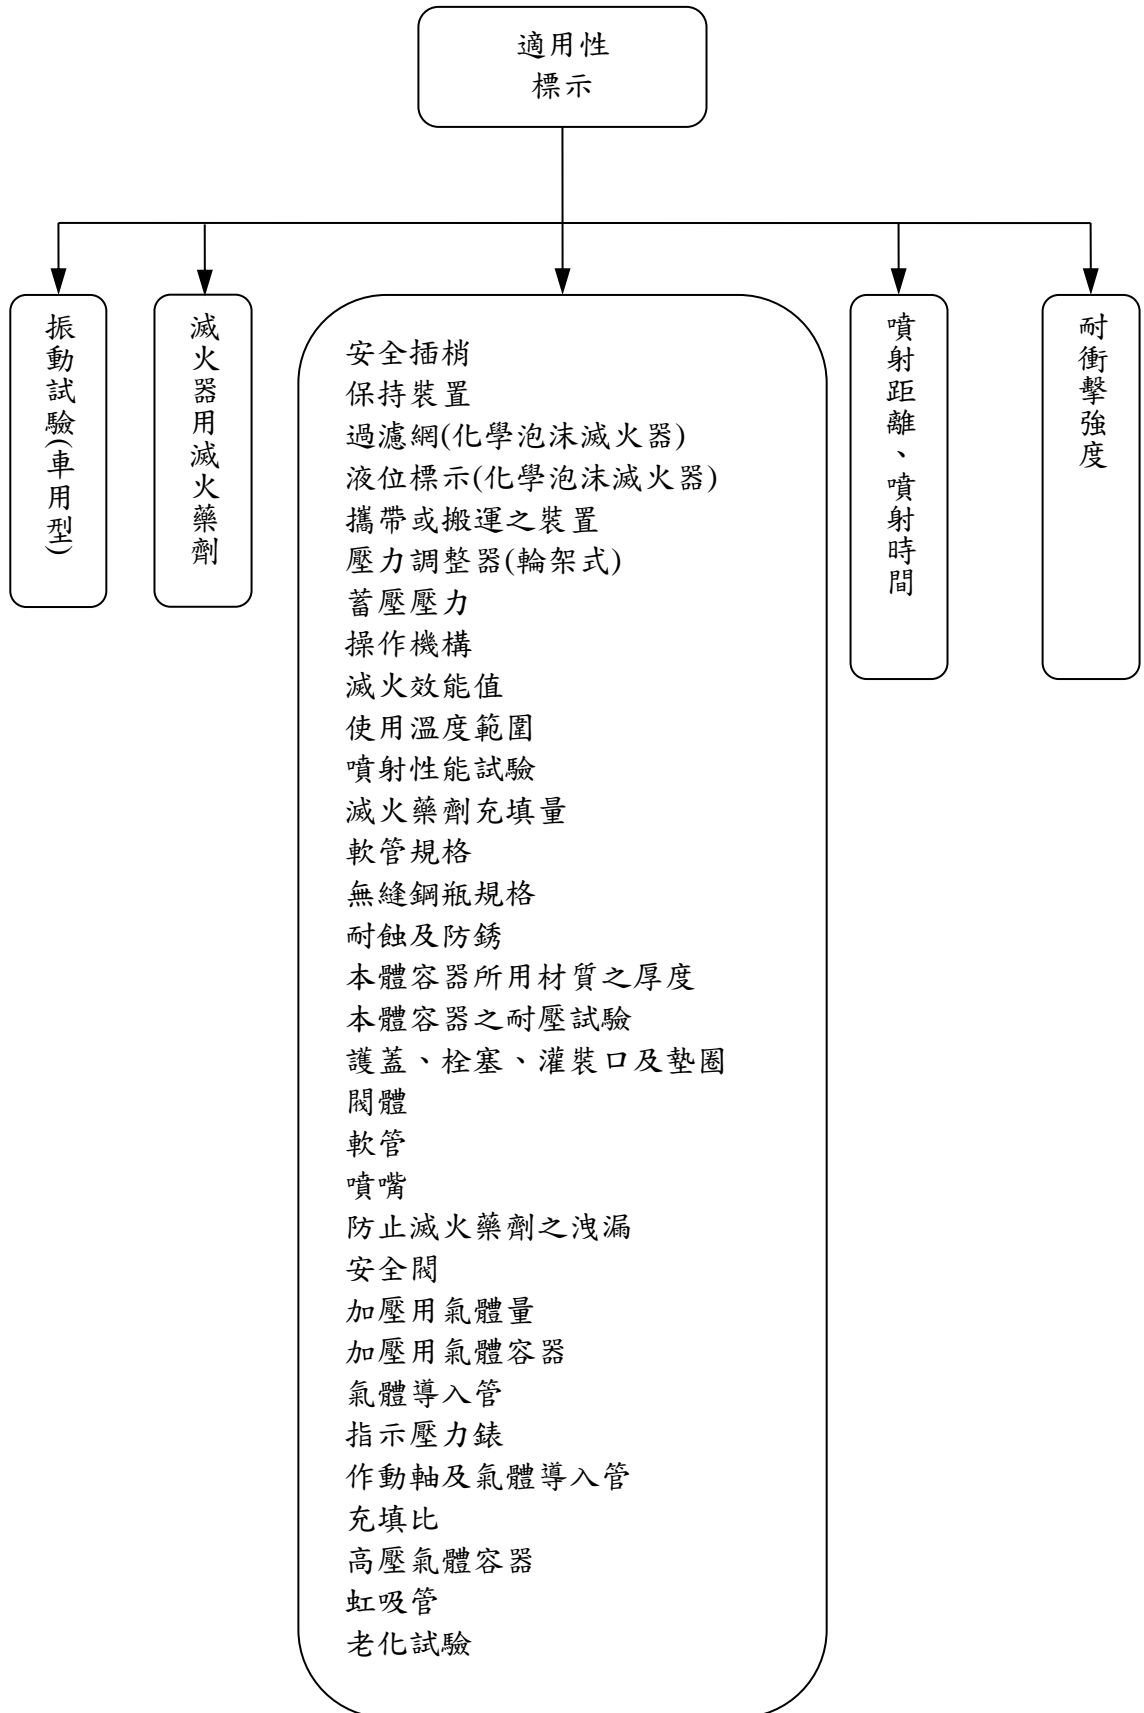 適用性
標示
振動試驗(車用型)
滅火器用滅火藥劑
安全插梢
保持裝置
過濾網(化學泡沫滅火器)
液位標示(化學泡沫滅火器)
攜帶或搬運之裝置
壓力調整器(輪架式)
蓄壓壓力
操作機構
滅火效能值
使用溫度範圍
噴射性能試驗
滅火藥劑充填量
軟管規格
無縫鋼瓶規格
耐蝕及防銹
本體容器所用材質之厚度
本體容器之耐壓試驗
護蓋、栓塞、灌裝口及墊圈
閥體
軟管
噴嘴
防止滅火藥劑之洩漏
安全閥
加壓用氣體量
加壓用氣體容器
氣體導入管
指示壓力錶
作動軸及氣體導入管
充填比
高壓氣體容器
虹吸管
老化試驗
噴射距離、噴射時間
耐衝擊強度